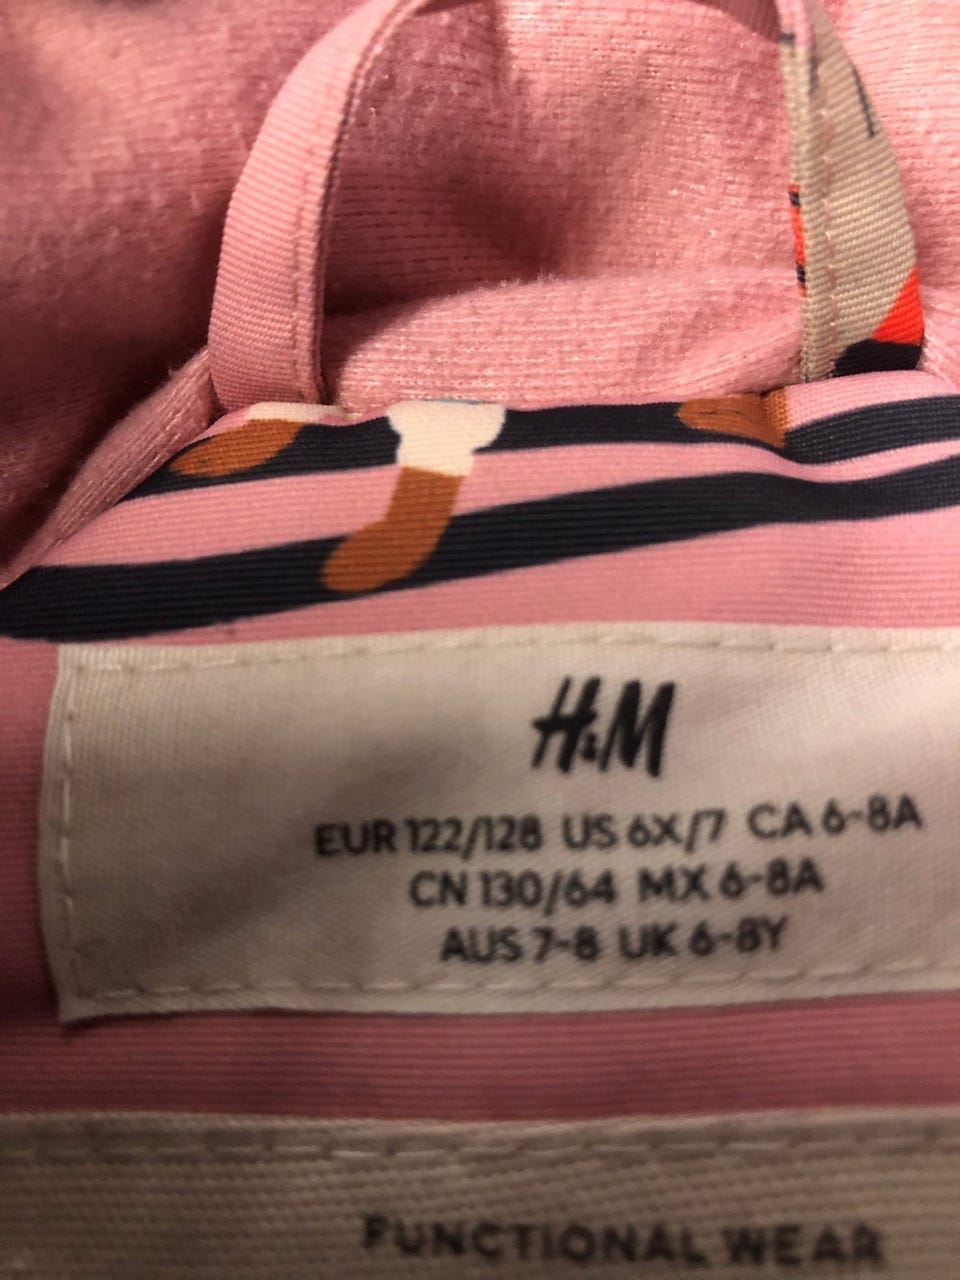 H&M
EUR 122/128 US 6X/7 CA 6-8A
CN 130/64 MX 6-8A
AUS 7-8 UK 6-8Y
FUNCTIONAL WEAR